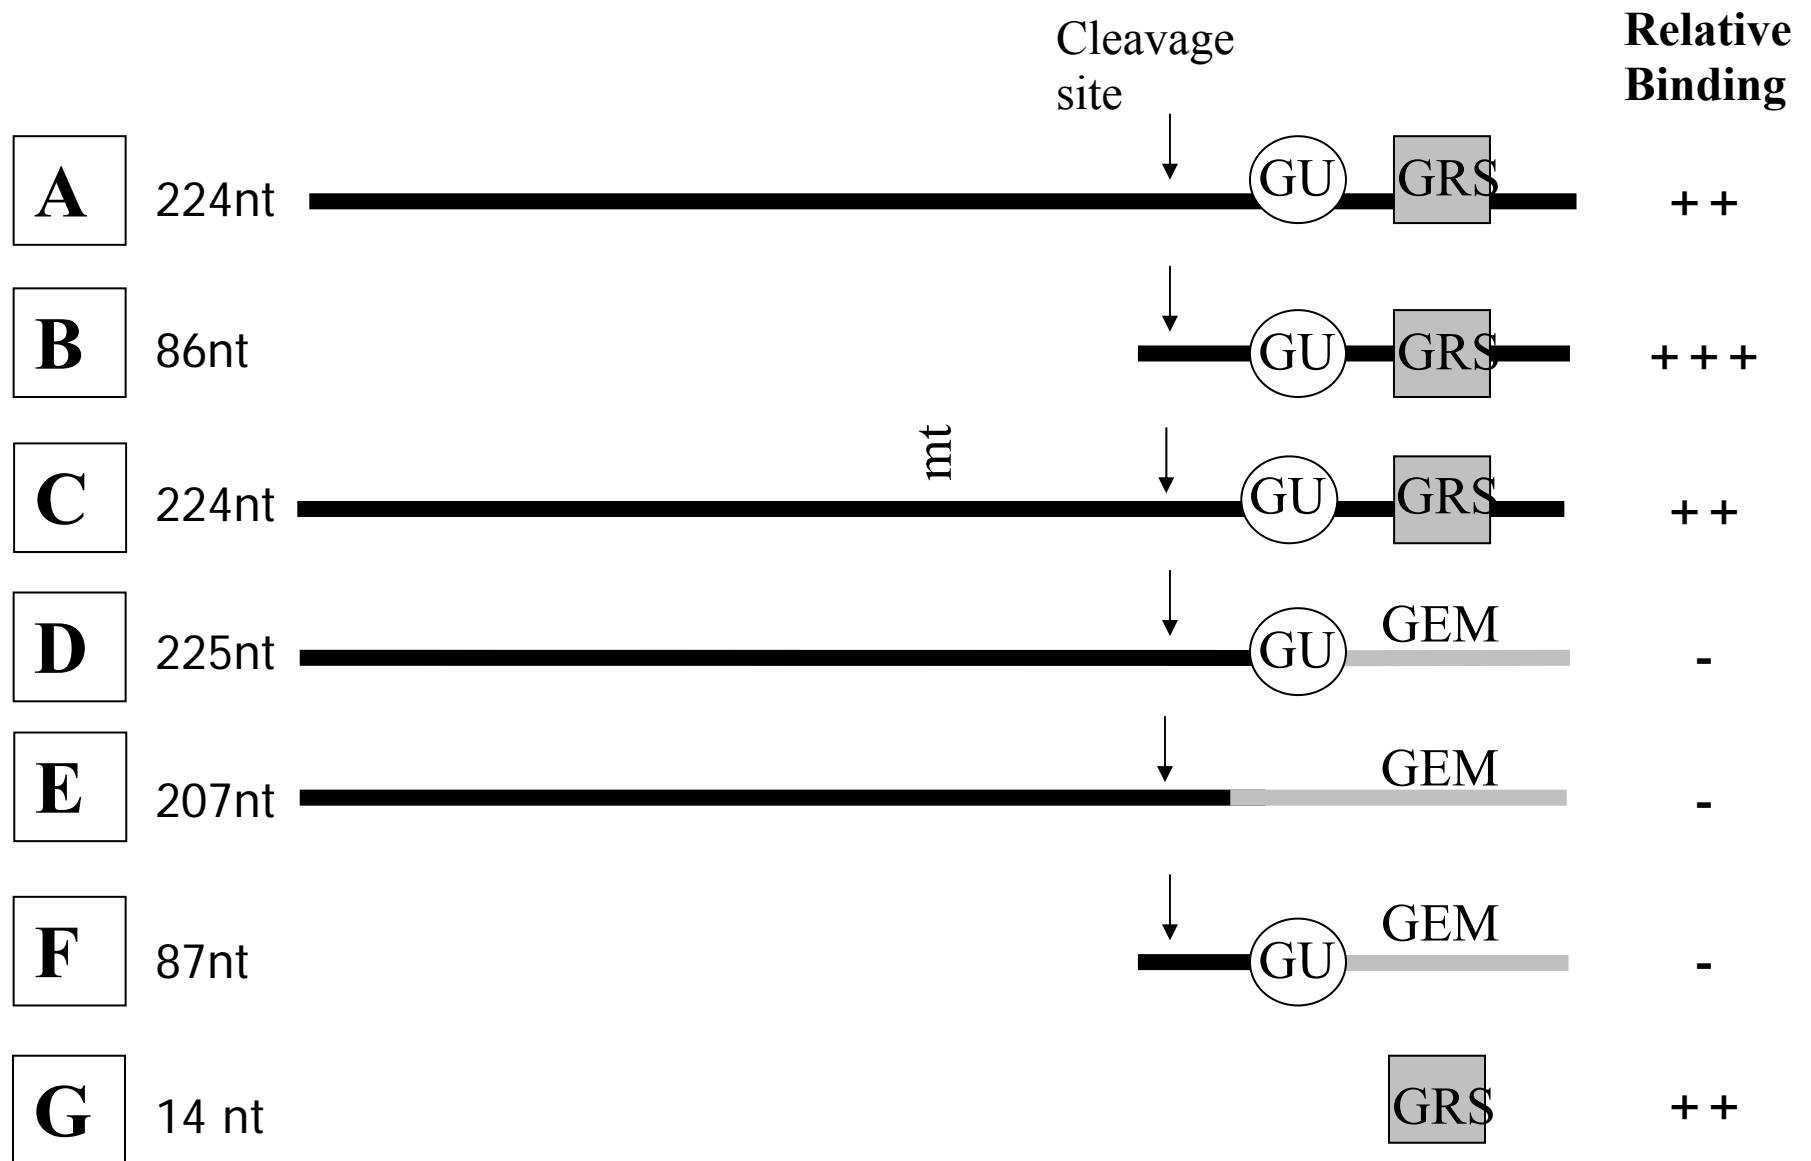 Cleavage
site
Relative
Binding
A 224nt GU GRS ++
B 86nt GU GRS +++
mt
C 224nt GU GRS ++
GEM
D 225nt GU -
GEM
E 207nt -
GEM
F 87nt GU -
G 14 nt GRS ++